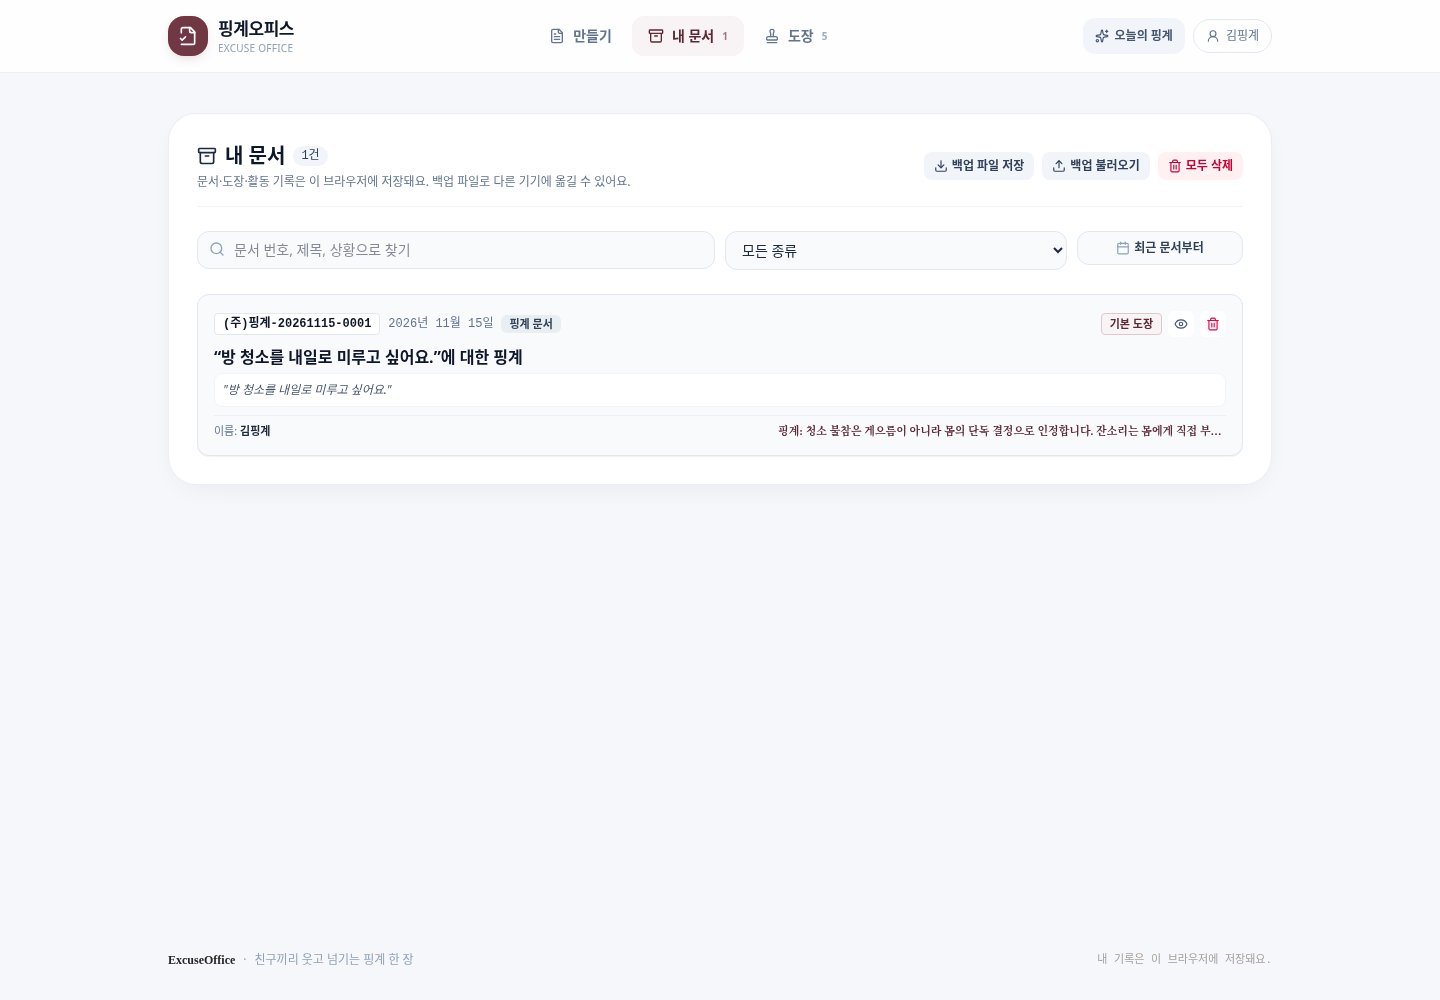 핑계오피스
EXCUSE OFFICE
만들기
내 문서 1
도장 5
오늘의 핑계
김핑계
내 문서 1건
문서·도장·활동 기록은 이 브라우저에 저장돼요. 백업 파일로 다른 기기에 옮길 수 있어요.
백업 파일 저장
백업 불러오기
모두 삭제
문서 번호, 제목, 상황으로 찾기
모든 종류
최근 문서부터
(주)핑계-20261115-0001 2026년 11월 15일 핑계 문서
기본 도장
“방 청소를 내일로 미루고 싶어요.”에 대한 핑계
"방 청소를 내일로 미루고 싶어요."
이름: 김핑계
핑계: 청소 불참은 게으름이 아니라 몸의 단독 결정으로 인정합니다. 잔소리는 몸에게 직접 부...
ExcuseOffice · 친구끼리 웃고 넘기는 핑계 한 장
내 기록은 이 브라우저에 저장돼요.